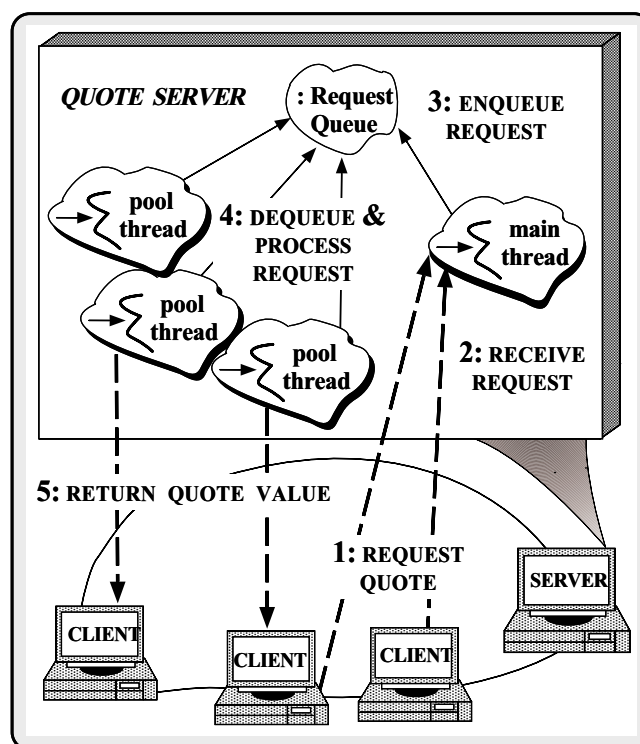 QUOTE SERVER
: Request
Queue
3: ENQUEUE
REQUEST
pool
thread
4: DEQUEUE &
PROCESS
REQUEST
main
thread
pool
thread
pool
thread
2: RECEIVE
REQUEST
5: RETURN QUOTE VALUE
1: REQUEST
QUOTE
SERVER
CLIENT
CLIENT
CLIENT